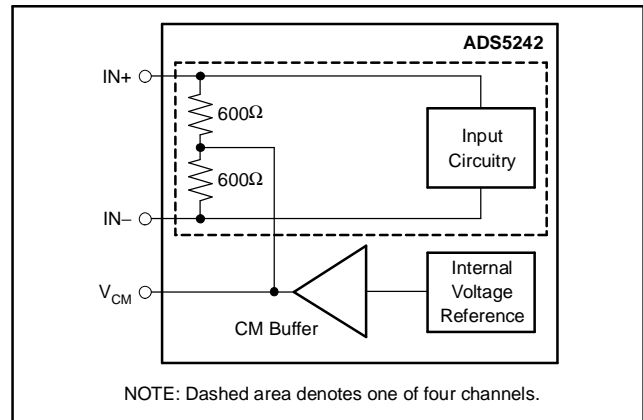 ADS5242
IN+
600Ω
Input
Circuitry
600Ω
IN–
V_CM
Internal
Voltage
Reference
CM Buffer
NOTE: Dashed area denotes one of four channels.